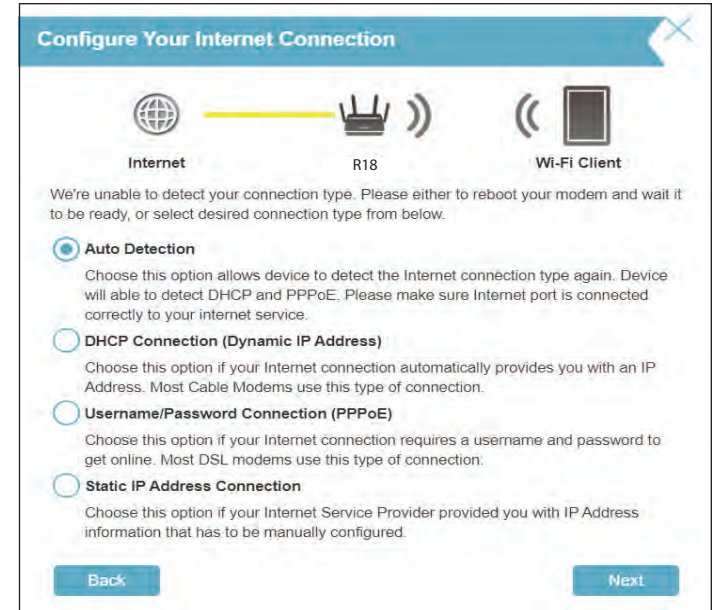 Configure Your Internet Connection
Internet
R18
Wi-Fi Client
We're unable to detect your connection type. Please either to reboot your modem and wait it
to be ready, or select desired connection type from below.
Auto Detection
Choose this option allows device to detect the Internet connection type again. Device
will able to detect DHCP and PPPoE. Please make sure Internet port is connected
correctly to your internet service.
DHCP Connection (Dynamic IP Address)
Choose this option if your Internet connection automatically provides you with an IP
Address. Most Cable Modems use this type of connection.
Username/Password Connection (PPPoE)
Choose this option if your Internet connection requires a username and password to
get online. Most DSL modems use this type of connection.
Static IP Address Connection
Choose this option if your Internet Service Provider provided you with IP Address
information that has to be manually configured.
Back
Next